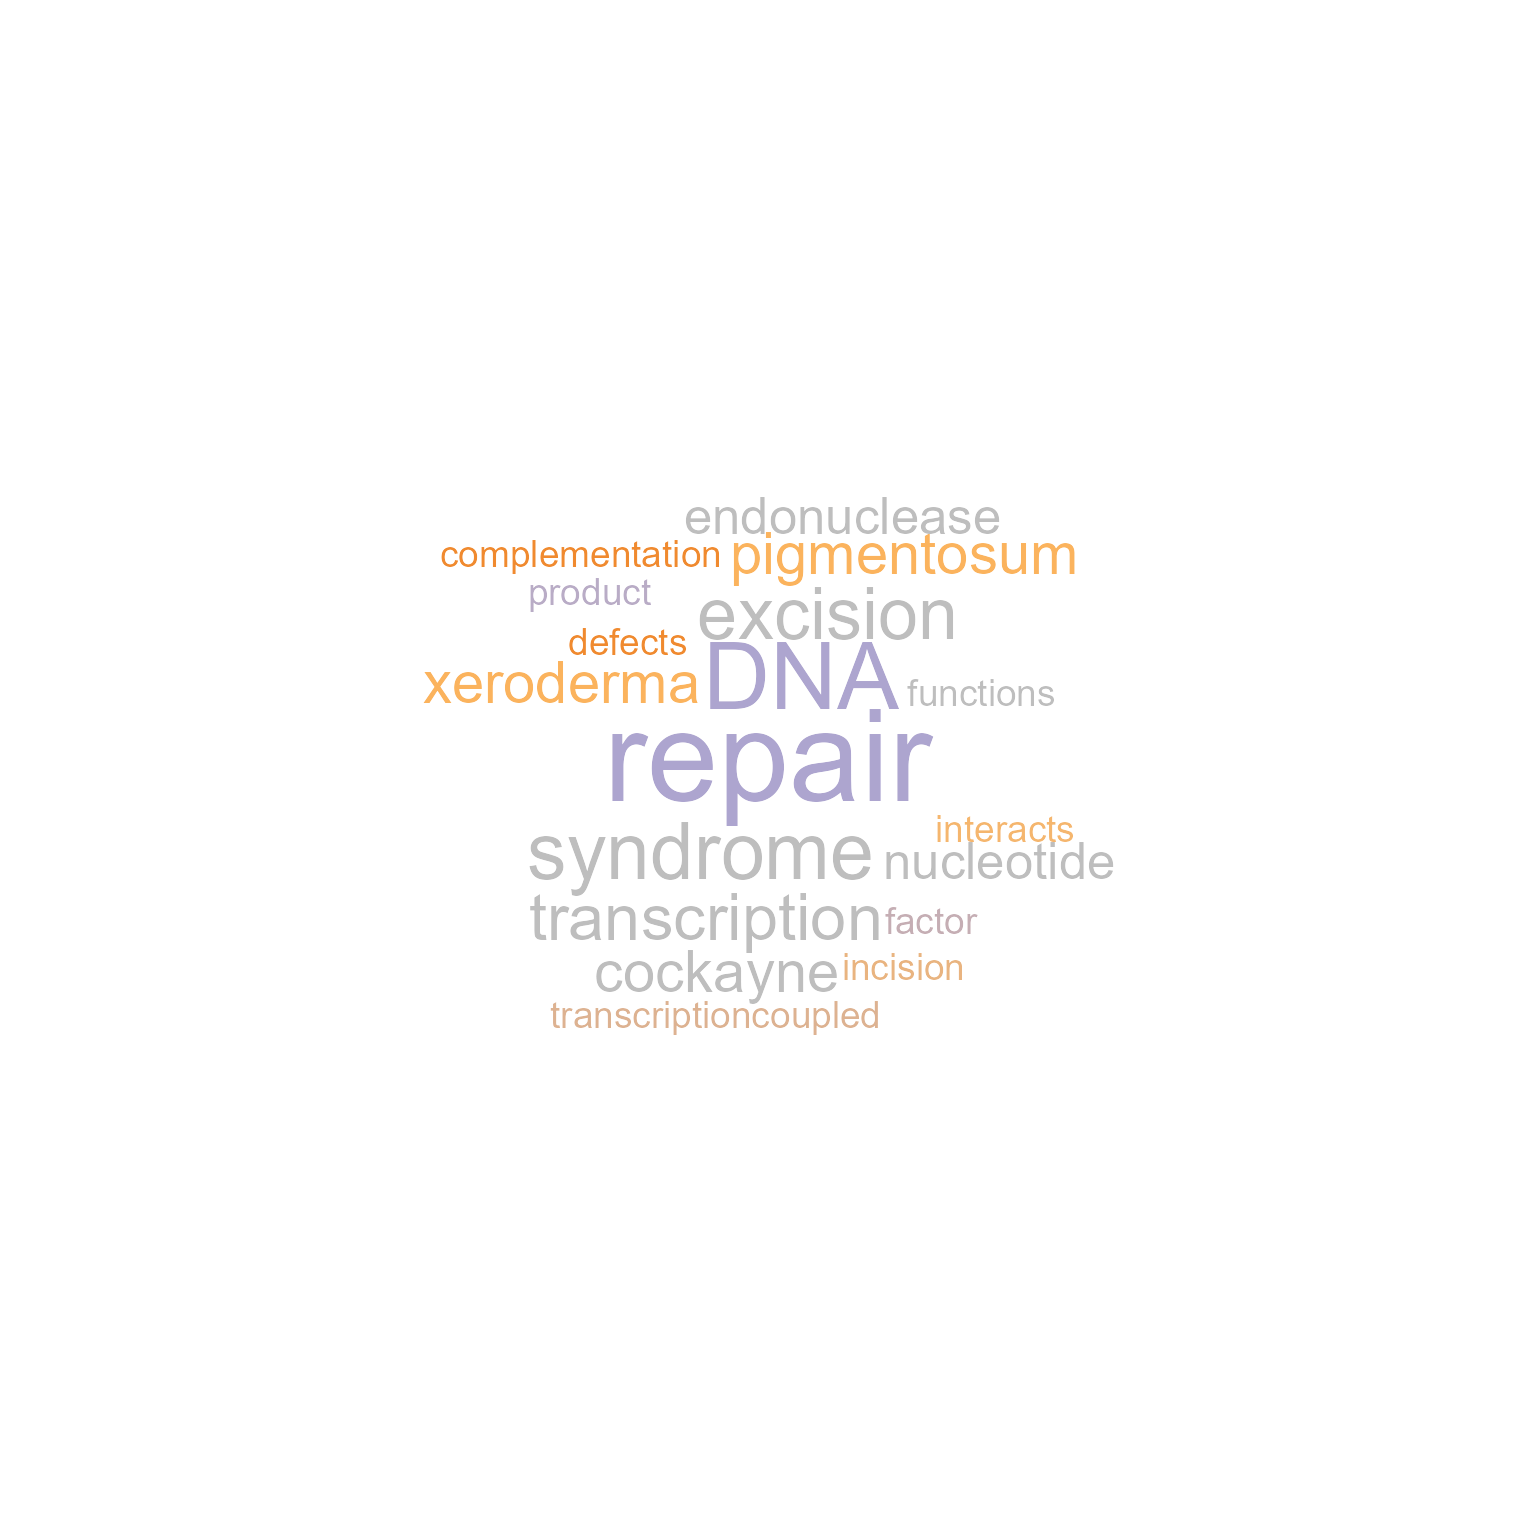 endonuclease
complementation pigmentosum
product
excision
defects
xeroderma DNA functions
repair
interacts
syndrome nucleotide
transcription factor
cockayne incision
transcriptioncoupled